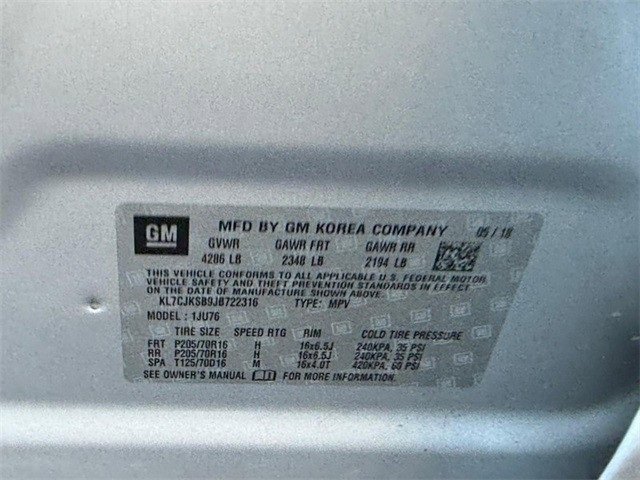 GM
MFD BY GM KOREA COMPANY 05 / 18
GVWR GAWR FRT GAWR RR
4286 LB 2348 LB 2194 LB
THIS VEHICLE CONFORMS TO ALL APPLICABLE U.S. FEDERAL MOTOR
VEHICLE SAFETY AND THEFT PREVENTION STANDARDS IN EFFECT
ON THE DATE OF MANUFACTURE SHOWN ABOVE.
KL7CJKSB9JB722316 TYPE: MPV
MODEL : 1JU76
TIRE SIZE SPEED RTG RIM COLD TIRE PRESSURE
FRT P205/70R16 H 16x6.5J 240KPA, 35 PSI
RR P205/70R16 H 16x6.5J 240KPA, 35 PSI
SPA T125/70D16 M 16x4.0T 420KPA, 60 PSI
SEE OWNER'S MANUAL FOR MORE INFORMATION.